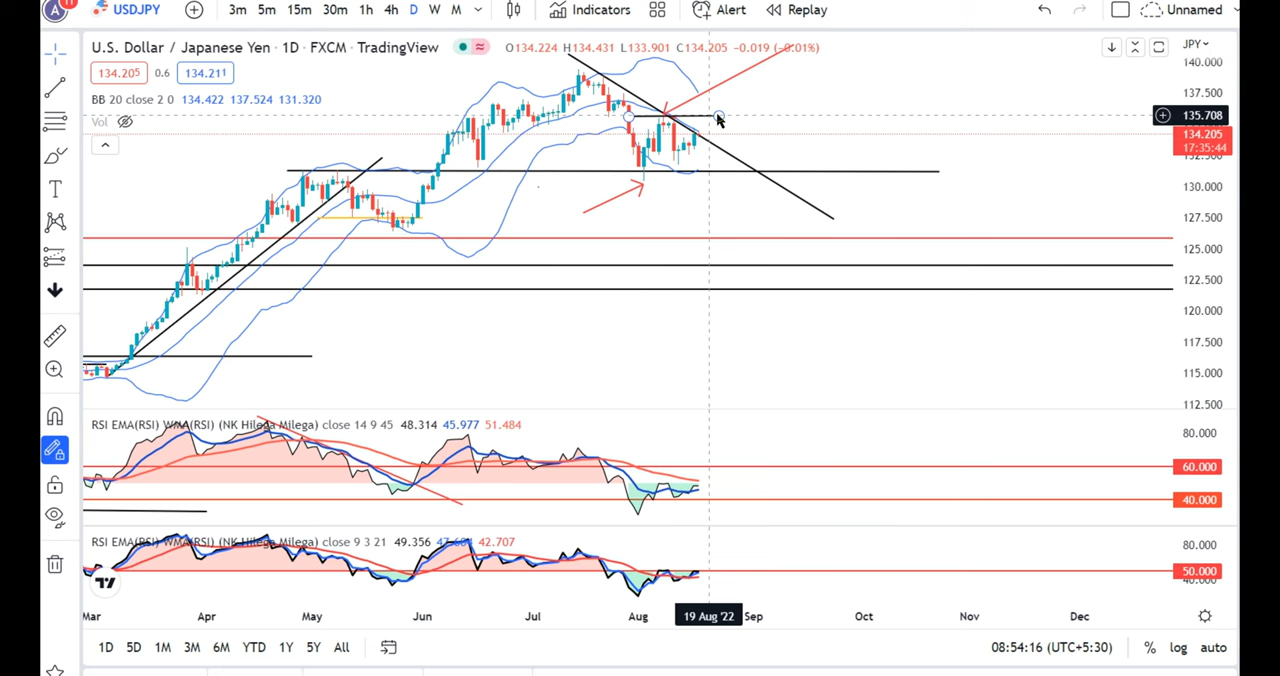 A 11 USDJPY 3m 5m 15m 30m 1h 4h D W M Indicators Alert Replay Unnamed
U.S. Dollar / Japanese Yen · 1D · FXCM · TradingView O134.224 H134.431 L133.901 C134.205 −0.019 (−0.01%) JPY
134.205 0.6 134.211
BB 20 close 2 0 134.422 137.524 131.320
Vol
140.000
137.500
135.708
134.205
17:35:44
132.500
130.000
127.500
125.000
122.500
120.000
117.500
115.000
112.500
RSI EMA(RSI) WMA(RSI) (NK Hilega Milega) close 14 9 45 48.314 45.977 51.484
80.000
60.000
40.000
RSI EMA(RSI) WMA(RSI) (NK Hilega Milega) close 9 3 21 49.356 42.707
80.000
50.000
40.000
Mar Apr May Jun Jul Aug 19 Aug '22 Sep Oct Nov Dec
1D 5D 1M 3M 6M YTD 1Y 5Y All 08:54:16 (UTC+5:30) % log auto